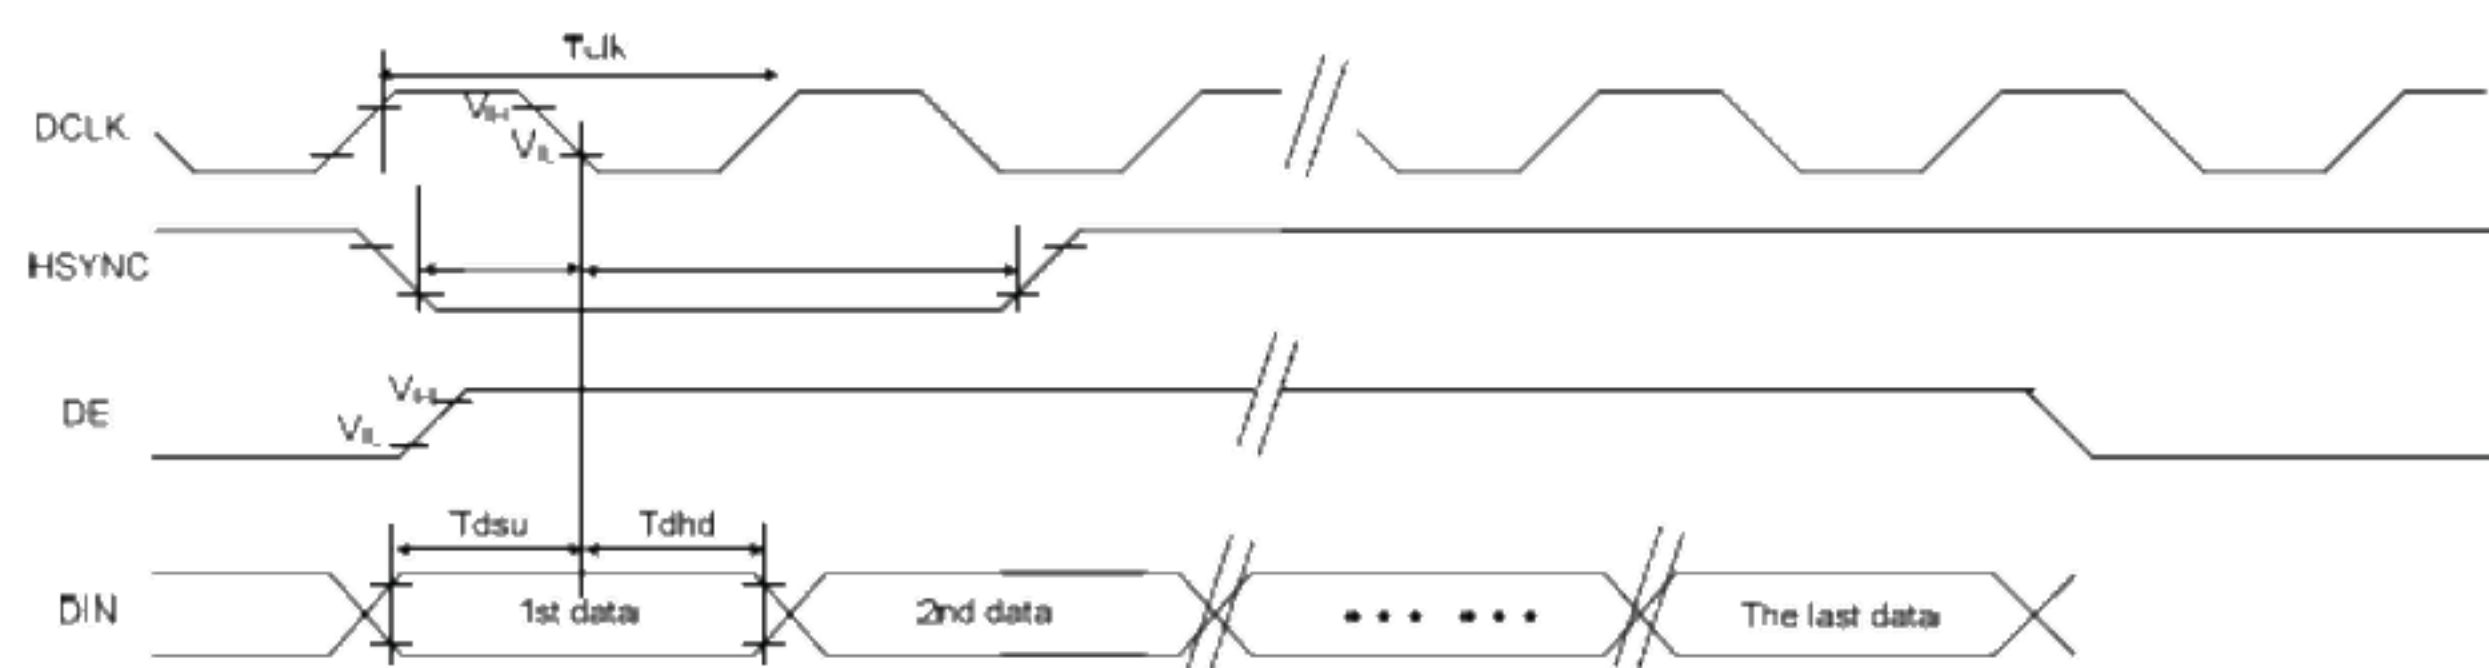 Tclk
DCLK
VIH
VIL
HSYNC
DE
VIH
VIL
Tdsu Tdhd
DIN 1st data 2nd data •••  ••• The last data